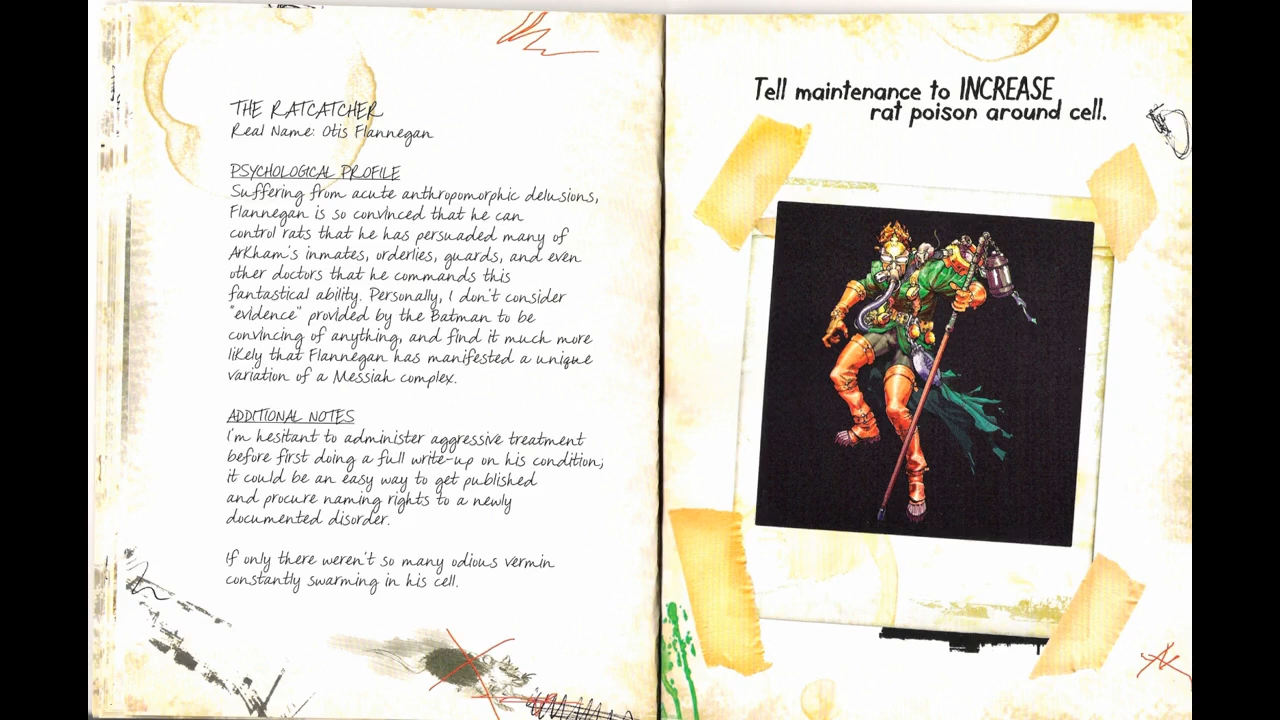 THE RATCATCHER
Real Name: Otis Flannegan
PSYCHOLOGICAL PROFILE
Suffering from acute anthropomorphic delusions,
Flannegan is so convinced that he can
control rats that he has persuaded many of
Arkham's inmates, orderlies, guards, and even
other doctors that he commands this
fantastical ability. Personally, I don't consider
"evidence" provided by the Batman to be
convincing of anything, and find it much more
likely that Flannegan has manifested a unique
variation of a Messiah complex.
ADDITIONAL NOTES
I'm hesitant to administer aggressive treatment
before first doing a full write-up on his condition;
it could be an easy way to get published
and procure naming rights to a newly
documented disorder.
If only there weren't so many odious vermin
constantly swarming in his cell.
Tell maintenance to INCREASE
rat poison around cell.